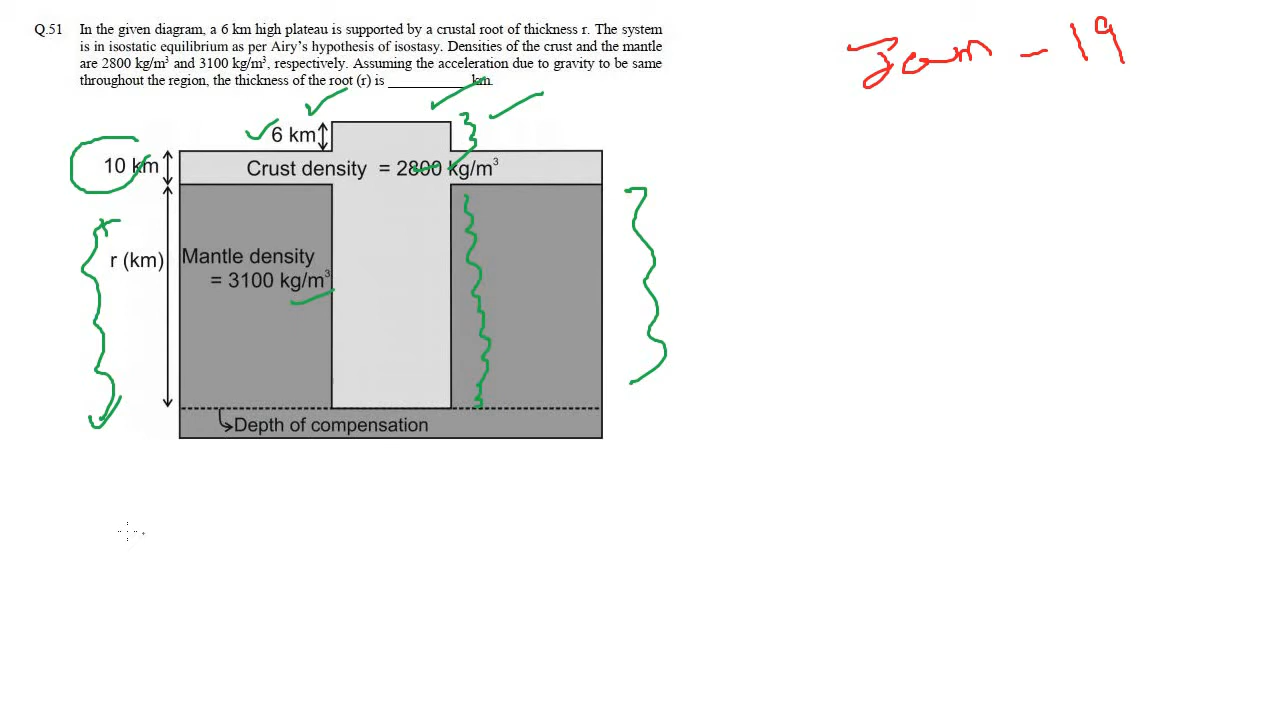 Q.51 In the given diagram, a 6 km high plateau is supported by a crustal root of thickness r. The system
is in isostatic equilibrium as per Airy's hypothesis of isostasy. Densities of the crust and the mantle
are 2800 kg/m³ and 3100 kg/m³, respectively. Assuming the acceleration due to gravity to be same
throughout the region, the thickness of the root (r) is __________ km.
Jam - 19
6 km
10 km
Crust density = 2800 kg/m³
r (km)
Mantle density
= 3100 kg/m³
Depth of compensation